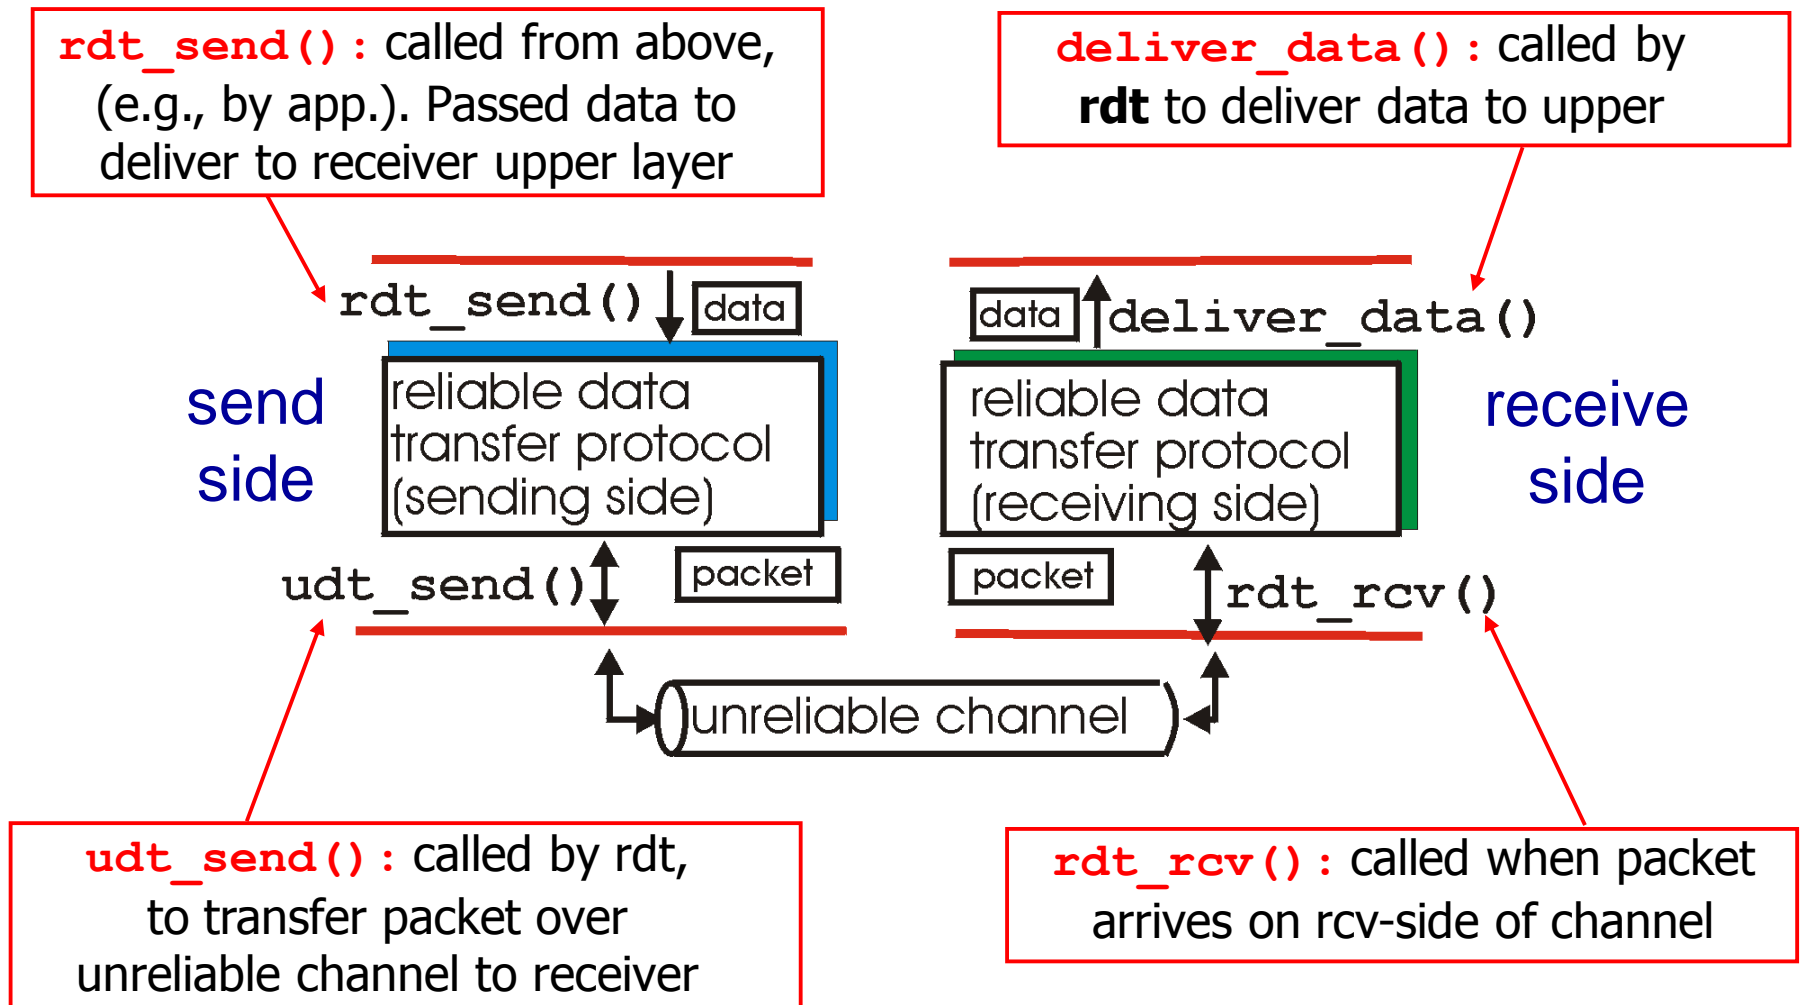 rdt_send(): called from above,
(e.g., by app.). Passed data to
deliver to receiver upper layer
deliver_data(): called by
rdt to deliver data to upper
rdt_send()
data
data
deliver_data()
send
side
reliable data
transfer protocol
(sending side)
reliable data
transfer protocol
(receiving side)
receive
side
udt_send()
packet
packet
rdt_rcv()
unreliable channel
udt_send(): called by rdt,
to transfer packet over
unreliable channel to receiver
rdt_rcv(): called when packet
arrives on rcv-side of channel